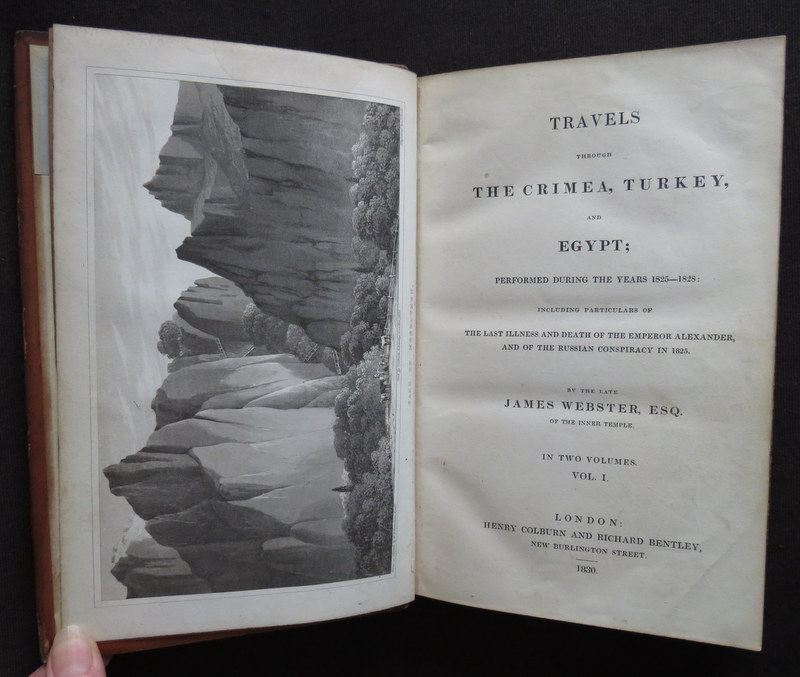 TRAVELS
THROUGH
THE CRIMEA, TURKEY,
AND
EGYPT;
PERFORMED DURING THE YEARS 1825—1828:
INCLUDING PARTICULARS OF
THE LAST ILLNESS AND DEATH OF THE EMPEROR ALEXANDER,
AND OF THE RUSSIAN CONSPIRACY IN 1825.
BY THE LATE
JAMES WEBSTER, ESQ.
OF THE INNER TEMPLE.
IN TWO VOLUMES.
VOL. I.
LONDON:
HENRY COLBURN AND RICHARD BENTLEY,
NEW BURLINGTON STREET.
1830.